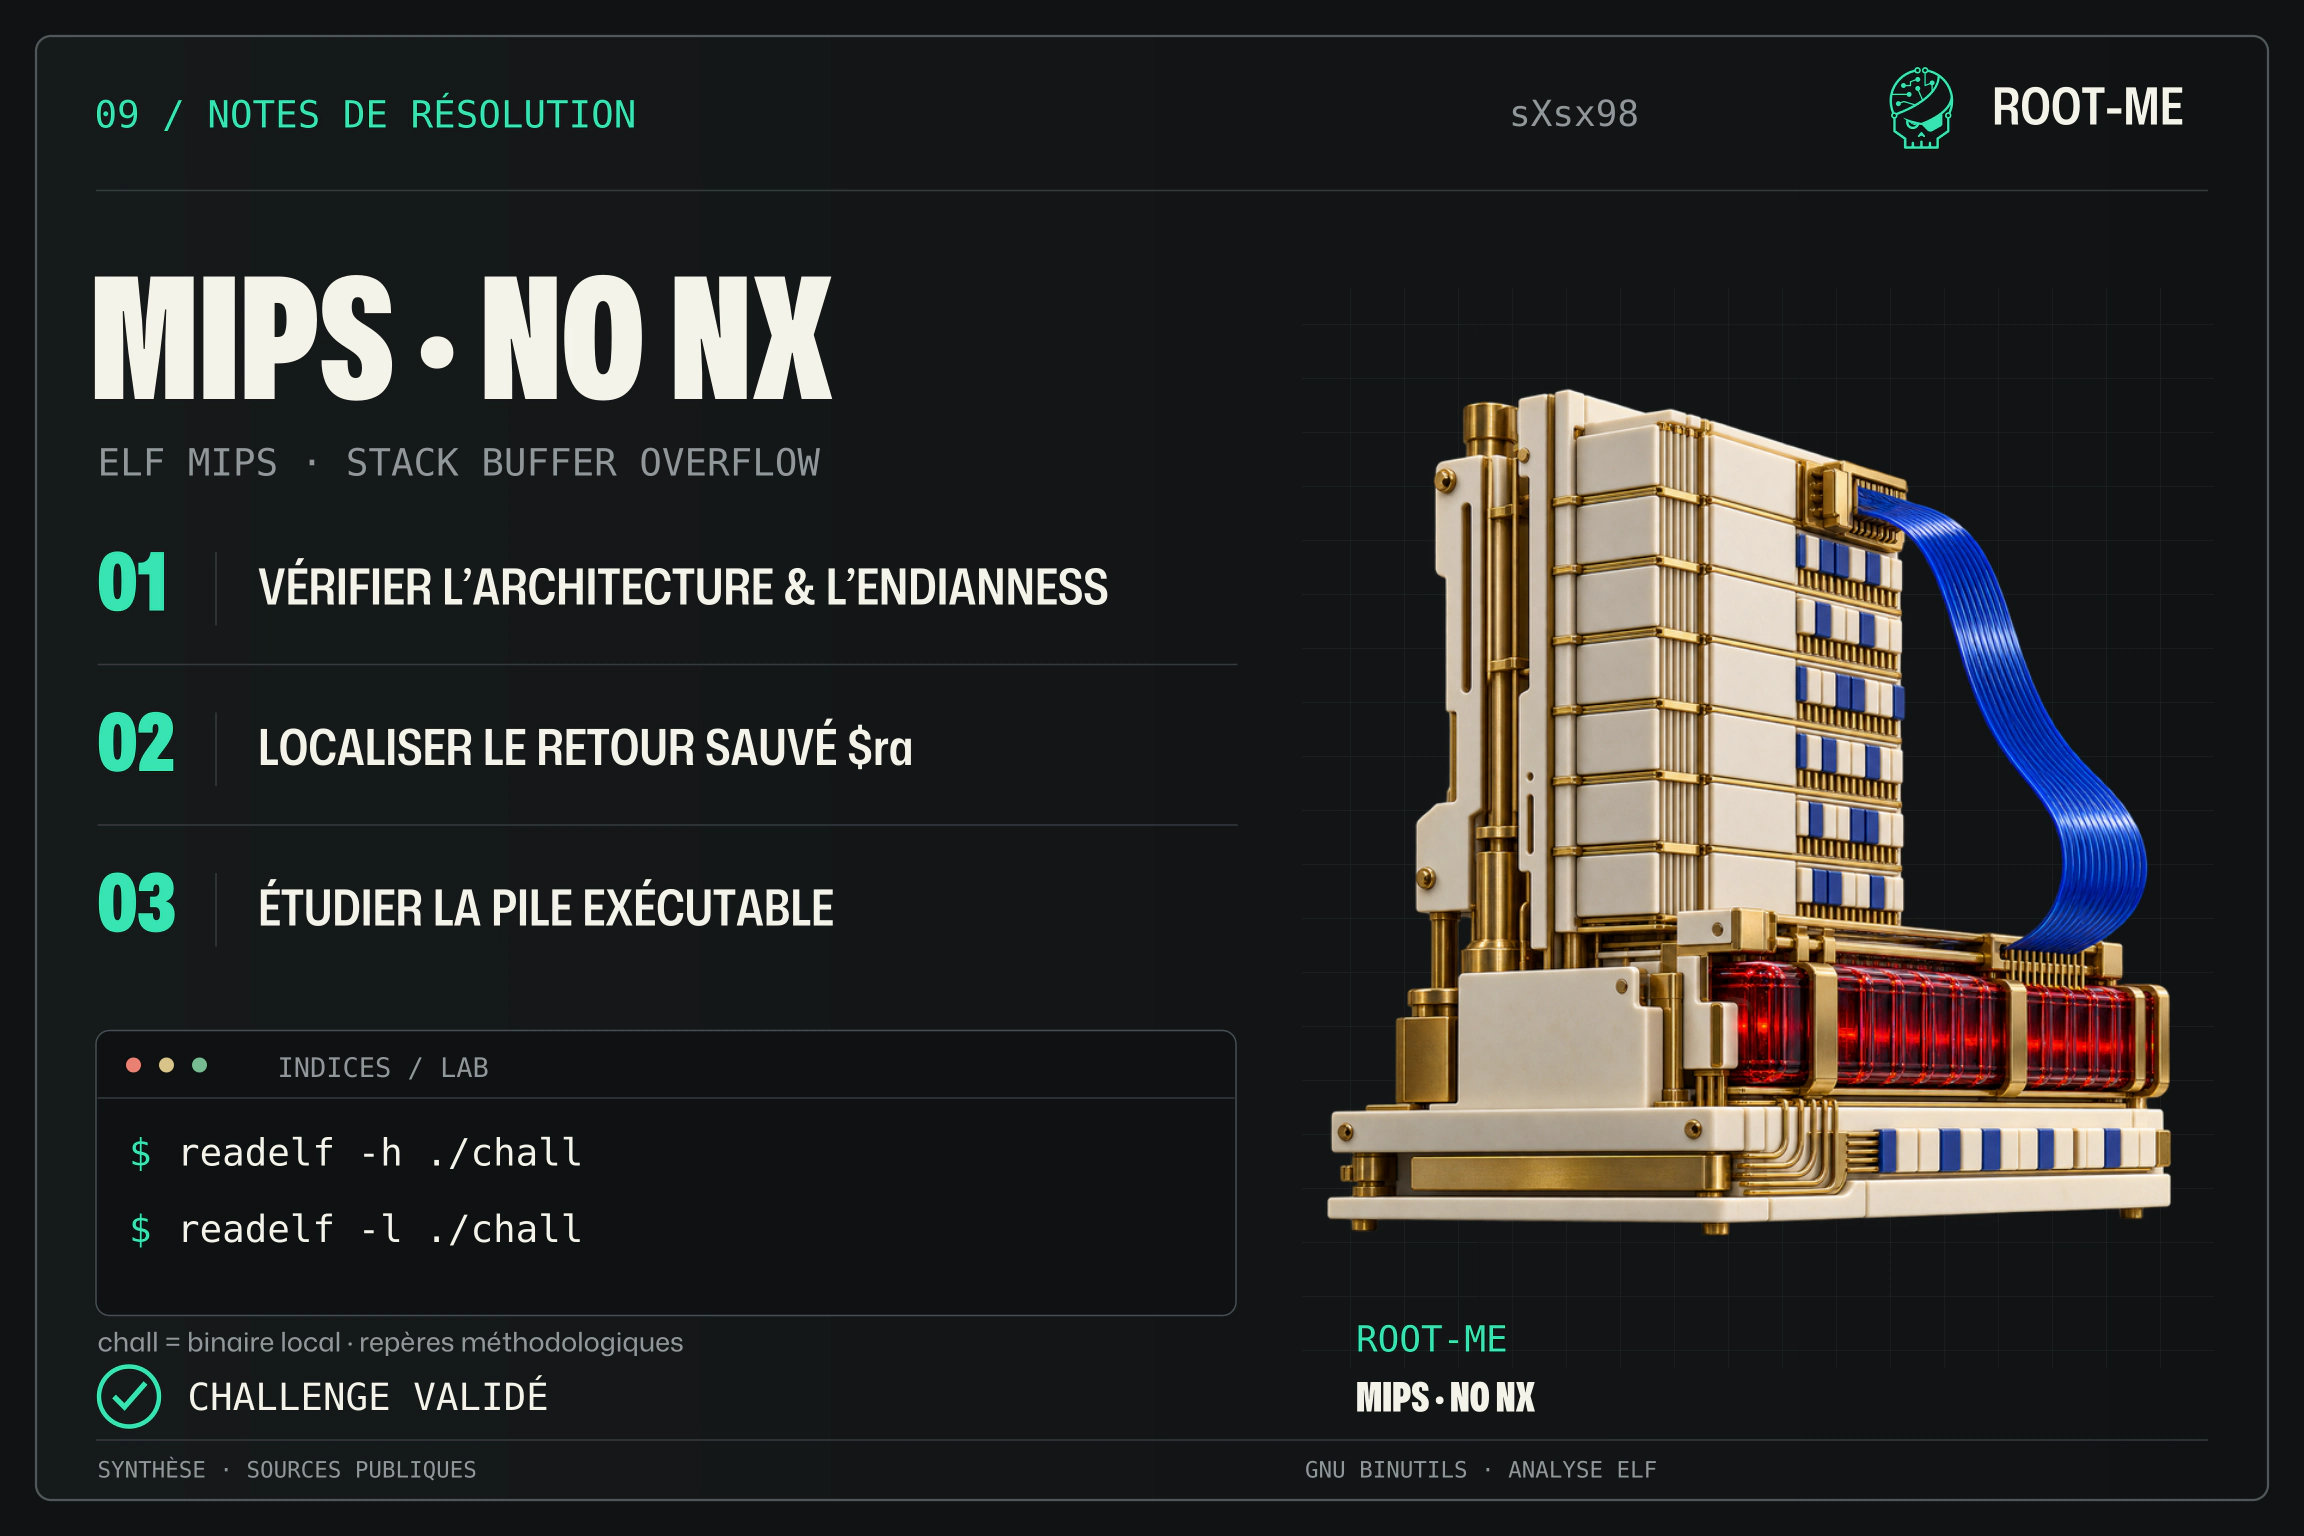 09 / NOTES DE RÉSOLUTION
sXsx98
ROOT-ME
MIPS · NO NX
ELF MIPS · STACK BUFFER OVERFLOW
01
VÉRIFIER L’ARCHITECTURE & L’ENDIANNESS
02
LOCALISER LE RETOUR SAUVÉ $ra
03
ÉTUDIER LA PILE EXÉCUTABLE
INDICES / LAB
$ readelf -h ./chall
$ readelf -l ./chall
chall = binaire local · repères méthodologiques
CHALLENGE VALIDÉ
ROOT-ME
MIPS · NO NX
SYNTHÈSE · SOURCES PUBLIQUES
GNU BINUTILS · ANALYSE ELF